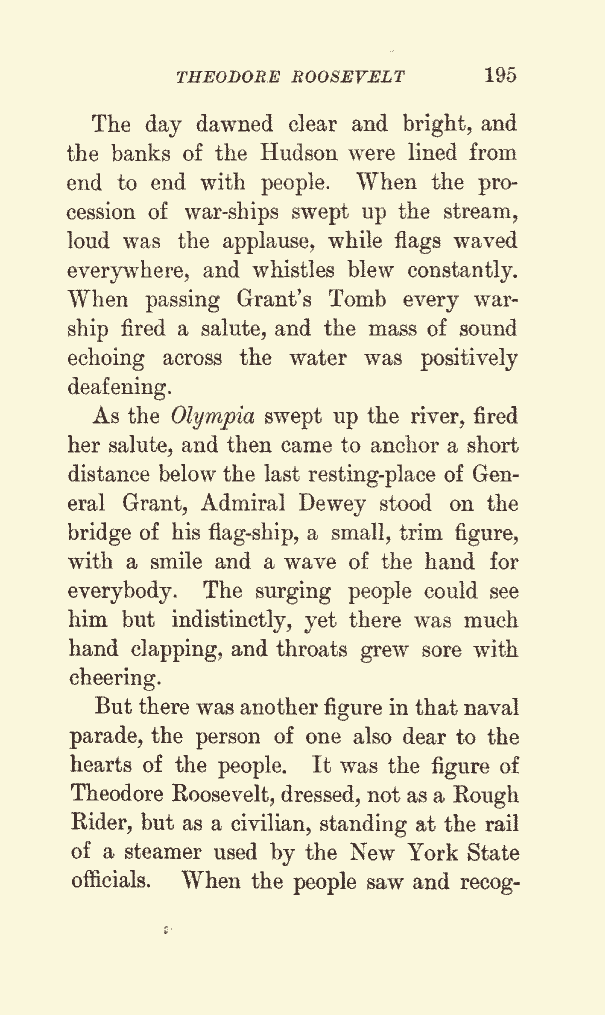 THEODORE ROOSEVELT 195
The day dawned clear and bright, and
the banks of the Hudson were lined from
end to end with people. When the pro-
cession of war-ships swept up the stream,
loud was the applause, while flags waved
everywhere, and whistles blew constantly.
When passing Grant's Tomb every war-
ship fired a salute, and the mass of sound
echoing across the water was positively
deafening.
As the Olympia swept up the river, fired
her salute, and then came to anchor a short
distance below the last resting-place of Gen-
eral Grant, Admiral Dewey stood on the
bridge of his flag-ship, a small, trim figure,
with a smile and a wave of the hand for
everybody. The surging people could see
him but indistinctly, yet there was much
hand clapping, and throats grew sore with
cheering.
But there was another figure in that naval
parade, the person of one also dear to the
hearts of the people. It was the figure of
Theodore Roosevelt, dressed, not as a Rough
Rider, but as a civilian, standing at the rail
of a steamer used by the New York State
officials. When the people saw and recog-